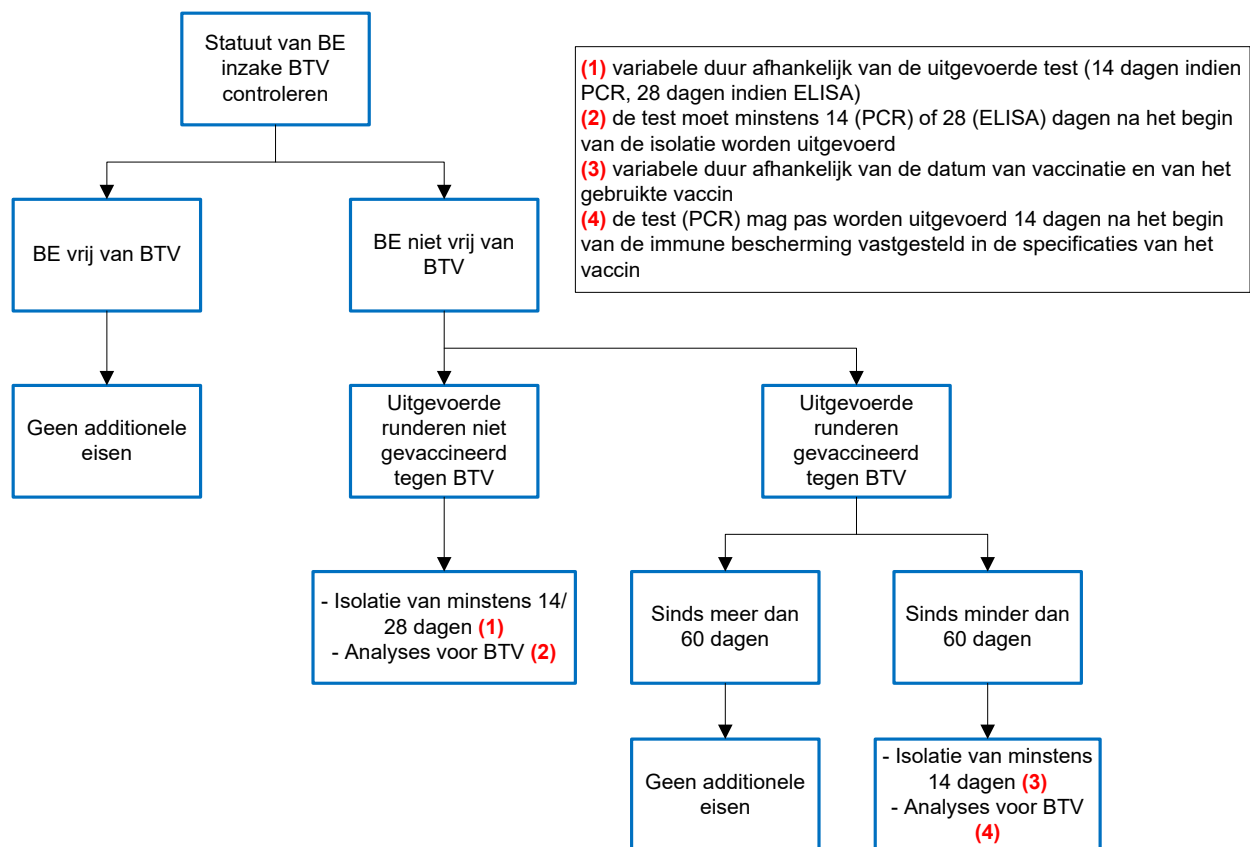 Statuut van BE
inzake BTV
controleren
(1) variabele duur afhankelijk van de uitgevoerde test (14 dagen indien
PCR, 28 dagen indien ELISA)
(2) de test moet minstens 14 (PCR) of 28 (ELISA) dagen na het begin
van de isolatie worden uitgevoerd
(3) variabele duur afhankelijk van de datum van vaccinatie en van het
gebruikte vaccin
(4) de test (PCR) mag pas worden uitgevoerd 14 dagen na het begin
van de immune bescherming vastgesteld in de specificaties van het
vaccin
BE vrij van BTV
BE niet vrij van
BTV
Geen additionele
eisen
Uitgevoerde
runderen niet
gevaccineerd
tegen BTV
Uitgevoerde
runderen
gevaccineerd
tegen BTV
- Isolatie van minstens 14/
28 dagen (1)
- Analyses voor BTV (2)
Sinds meer dan
60 dagen
Sinds minder dan
60 dagen
Geen additionele
eisen
- Isolatie van minstens
14 dagen (3)
- Analyses voor BTV
(4)